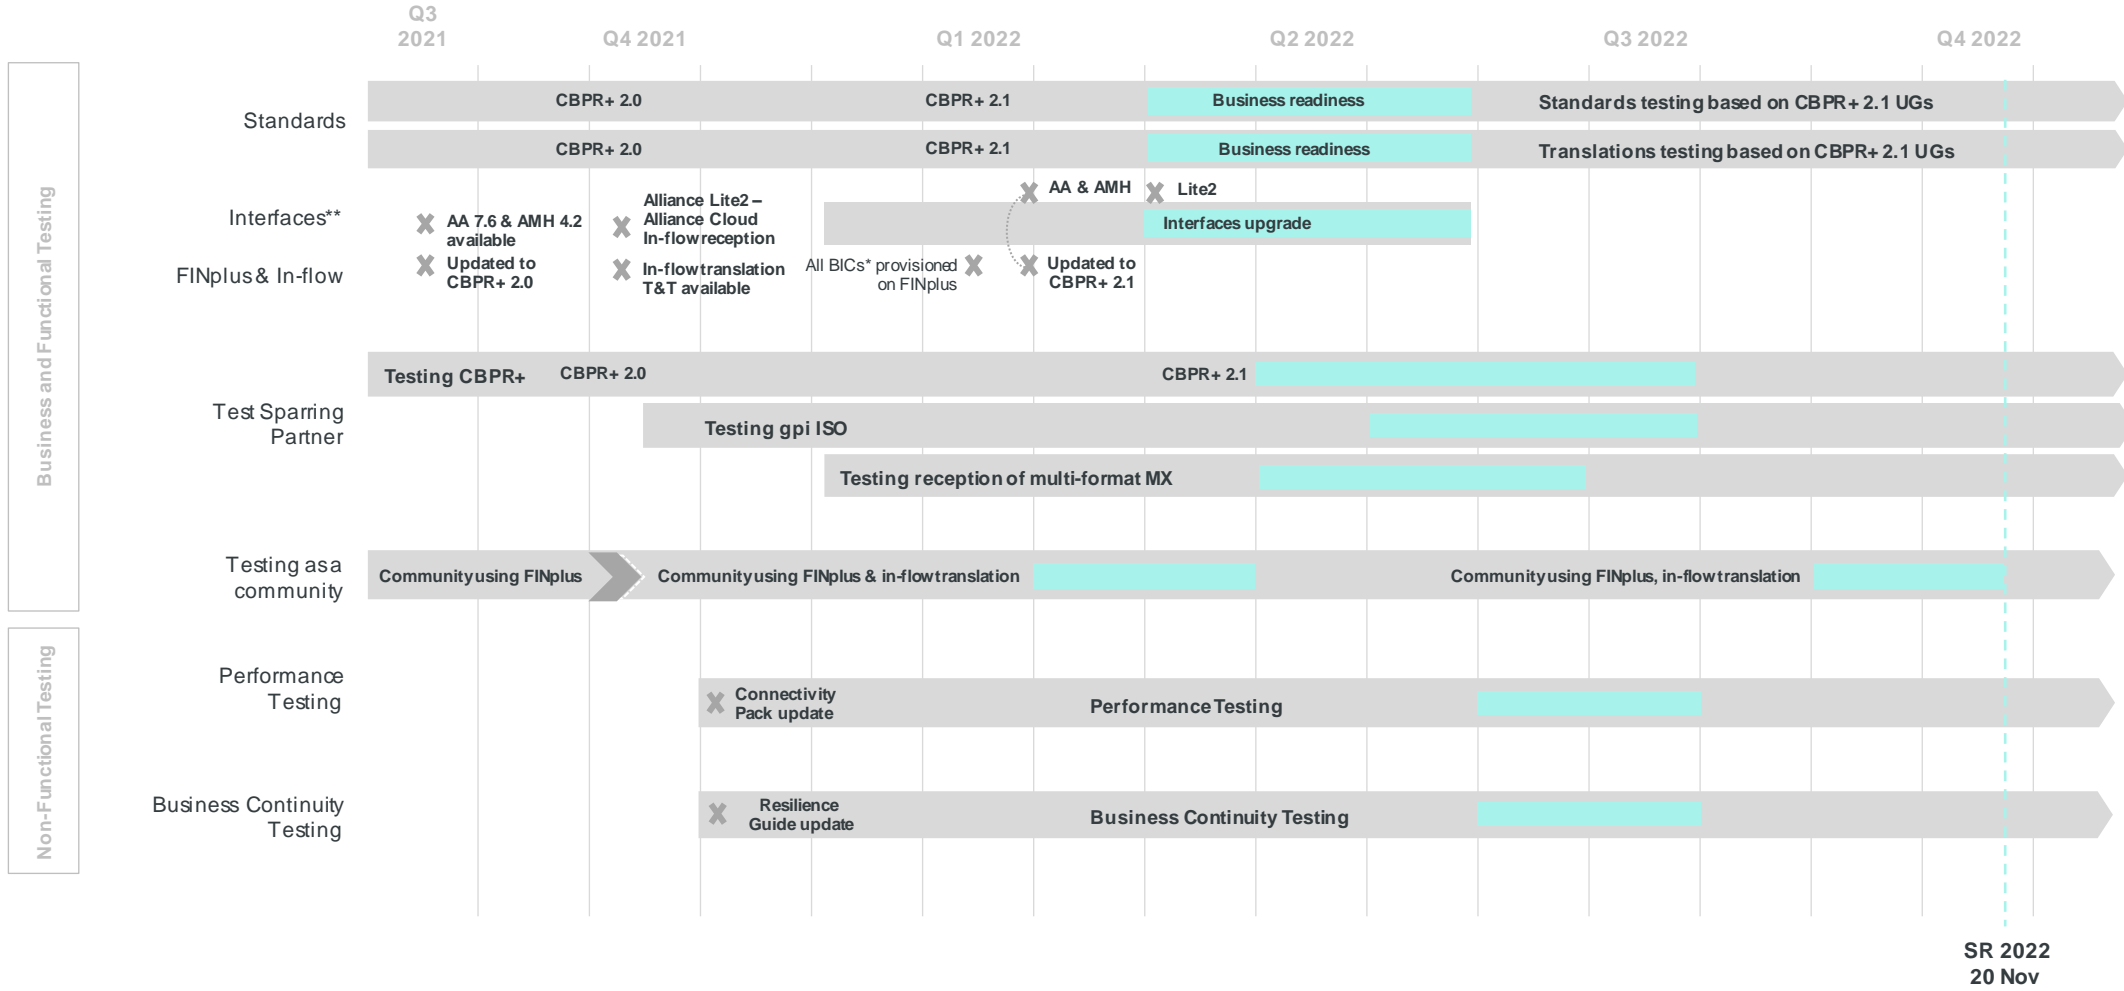 Q3
2021
Q4 2021
Q1 2022
Q2 2022
Q3 2022
Q4 2022
Business and Functional Testing
Standards
CBPR+ 2.0
CBPR+ 2.1
Business readiness
Standards testing based on CBPR+ 2.1 UGs
CBPR+ 2.0
CBPR+ 2.1
Business readiness
Translations testing based on CBPR+ 2.1 UGs
Interfaces**
AA 7.6 & AMH 4.2
available
Alliance Lite2 –
Alliance Cloud
In-flow reception
AA & AMH
Lite2
Interfaces upgrade
FINplus & In-flow
Updated to
CBPR+ 2.0
In-flow translation
T&T available
All BICs* provisioned
on FINplus
Updated to
CBPR+ 2.1
Test Sparring
Partner
Testing CBPR+
CBPR+ 2.0
CBPR+ 2.1
Testing gpi ISO
Testing reception of multi-format MX
Testing as a
community
Community using FINplus
Community using FINplus & in-flow translation
Community using FINplus, in-flow translation
Non-Functional Testing
Performance
Testing
Connectivity
Pack update
Performance Testing
Business Continuity
Testing
Resilience
Guide update
Business Continuity Testing
SR 2022
20 Nov